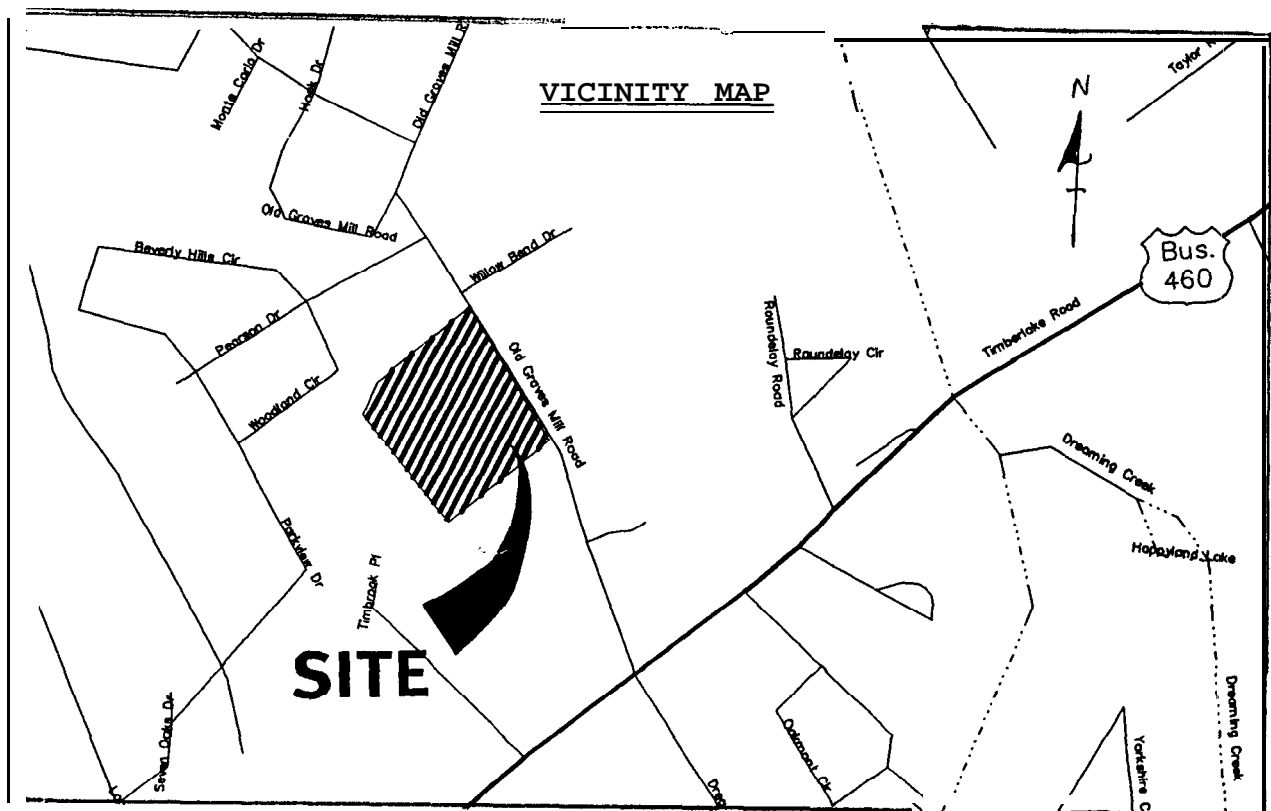 VICINITY MAP
N
Monte Carlo Dr
Hook Dr
Old Graves Mill R
Taylor
Old Graves Mill Road
Beverly Hills Cir
Willow Bend Dr
Bus.
460
Pearson Dr
Timberlake Road
Roundelay Road
Roundelay Cir
Old Graves Mill Road
Woodland Cir
Dreaming Creek
Parkview Dr
Happyland Lake
Timbrook Pl
SITE
Seven Oaks Dr
Oakmont Cir
Dreaming Creek
Yorkshire C